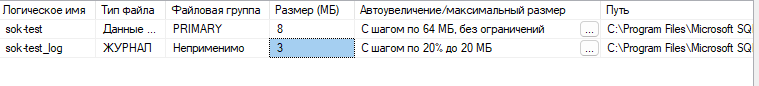 Логическое имя Тип файла Файловая группа Размер (МБ) Автоувеличение/максимальный размер Путь
sok-test Данные ... PRIMARY 8 С шагом по 64 МБ, без ограничений ... C:\Program Files\Microsoft SQ
sok-test_log ЖУРНАЛ Неприменимо 3 С шагом по 20% до 20 МБ ... C:\Program Files\Microsoft SQ